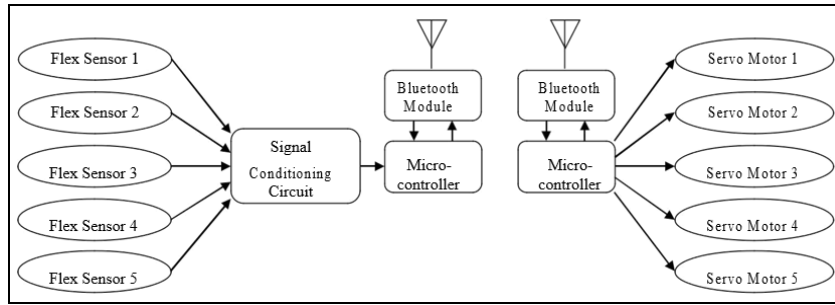 Flex Sensor 1
Flex Sensor 2
Flex Sensor 3
Flex Sensor 4
Flex Sensor 5
Signal
Conditioning
Circuit
Bluetooth
Module
Micro-
controller
Bluetooth
Module
Micro-
controller
Servo Motor 1
Servo Motor 2
Servo Motor 3
Servo Motor 4
Servo Motor 5